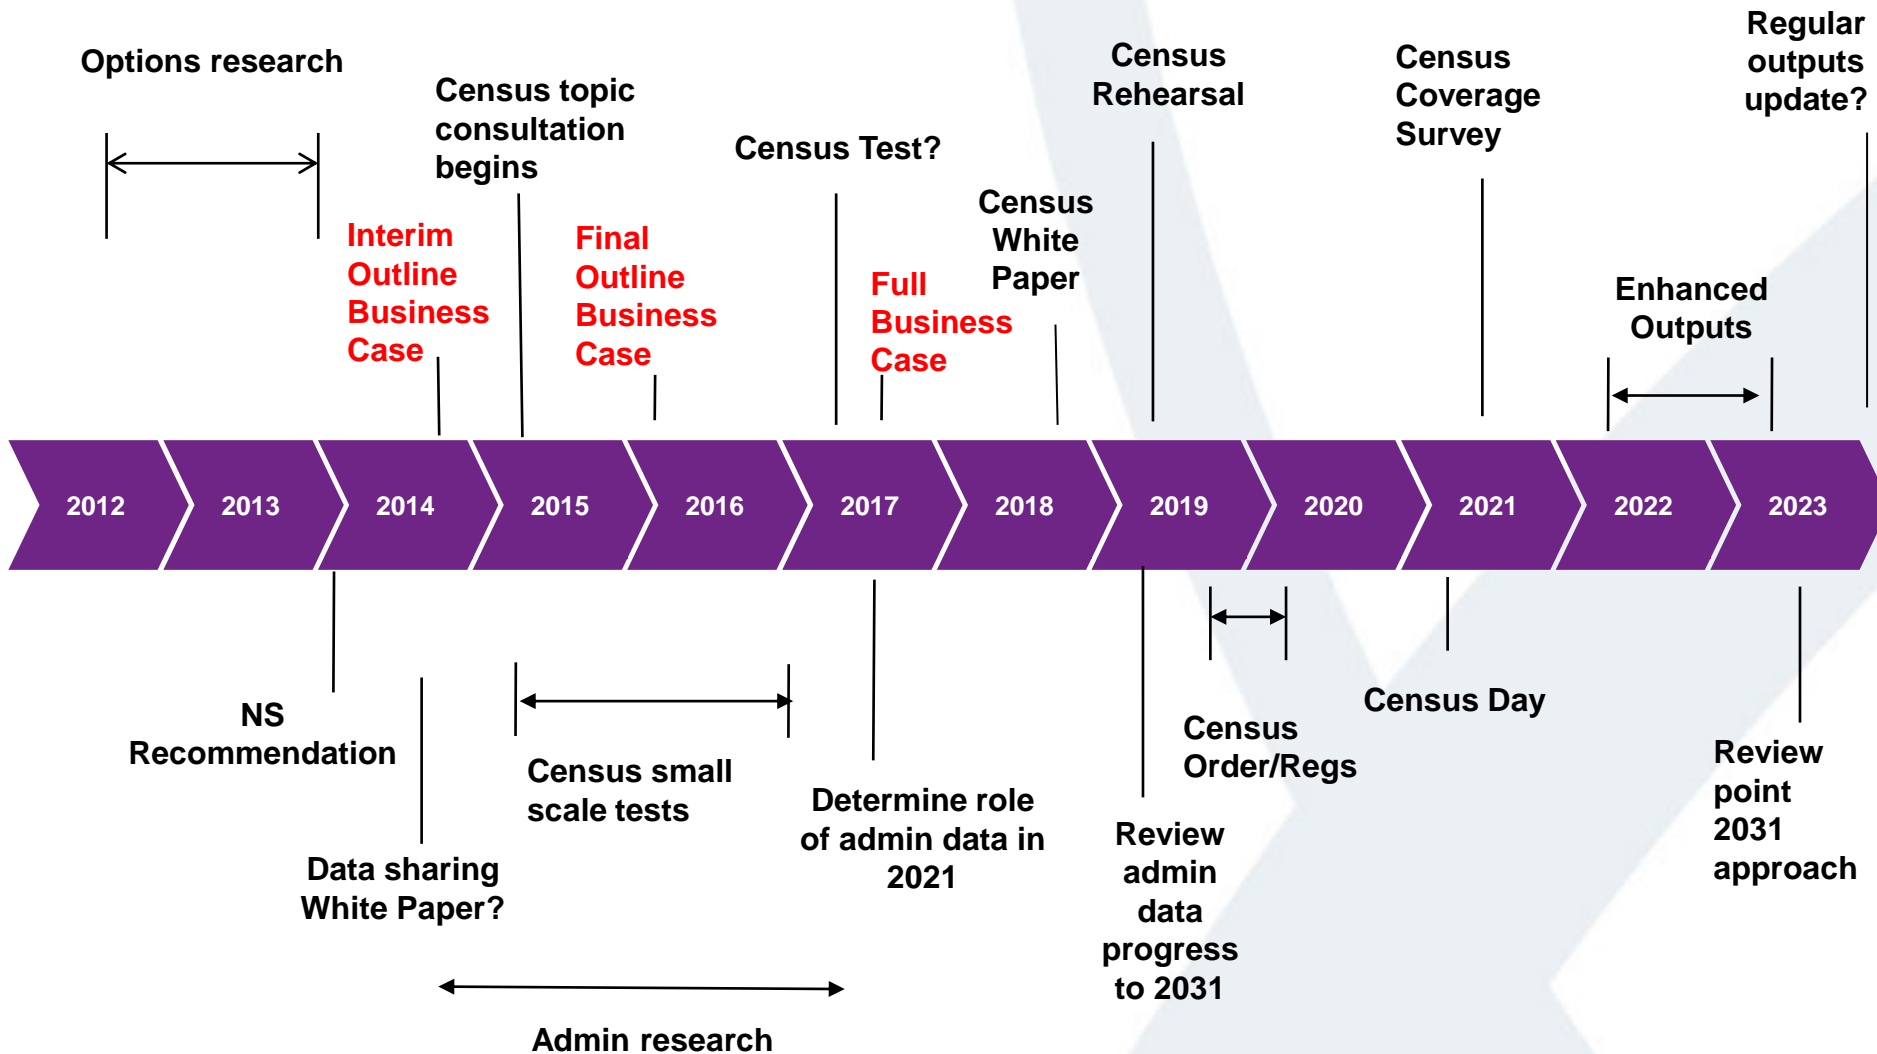 Options research
Census topic
consultation
begins
Interim
Outline
Business
Case
Final
Outline
Business
Case
Census Test?
Full
Business
Case
Census
White
Paper
Census
Rehearsal
Census
Coverage
Survey
Enhanced
Outputs
Regular
outputs
update?
2012 2013 2014 2015 2016 2017 2018 2019 2020 2021 2022 2023
NS
Recommendation
Data sharing
White Paper?
Census small
scale tests
Admin research
Determine role
of admin data in
2021
Review
admin
data
progress
to 2031
Census
Order/Regs
Census Day
Review
point
2031
approach